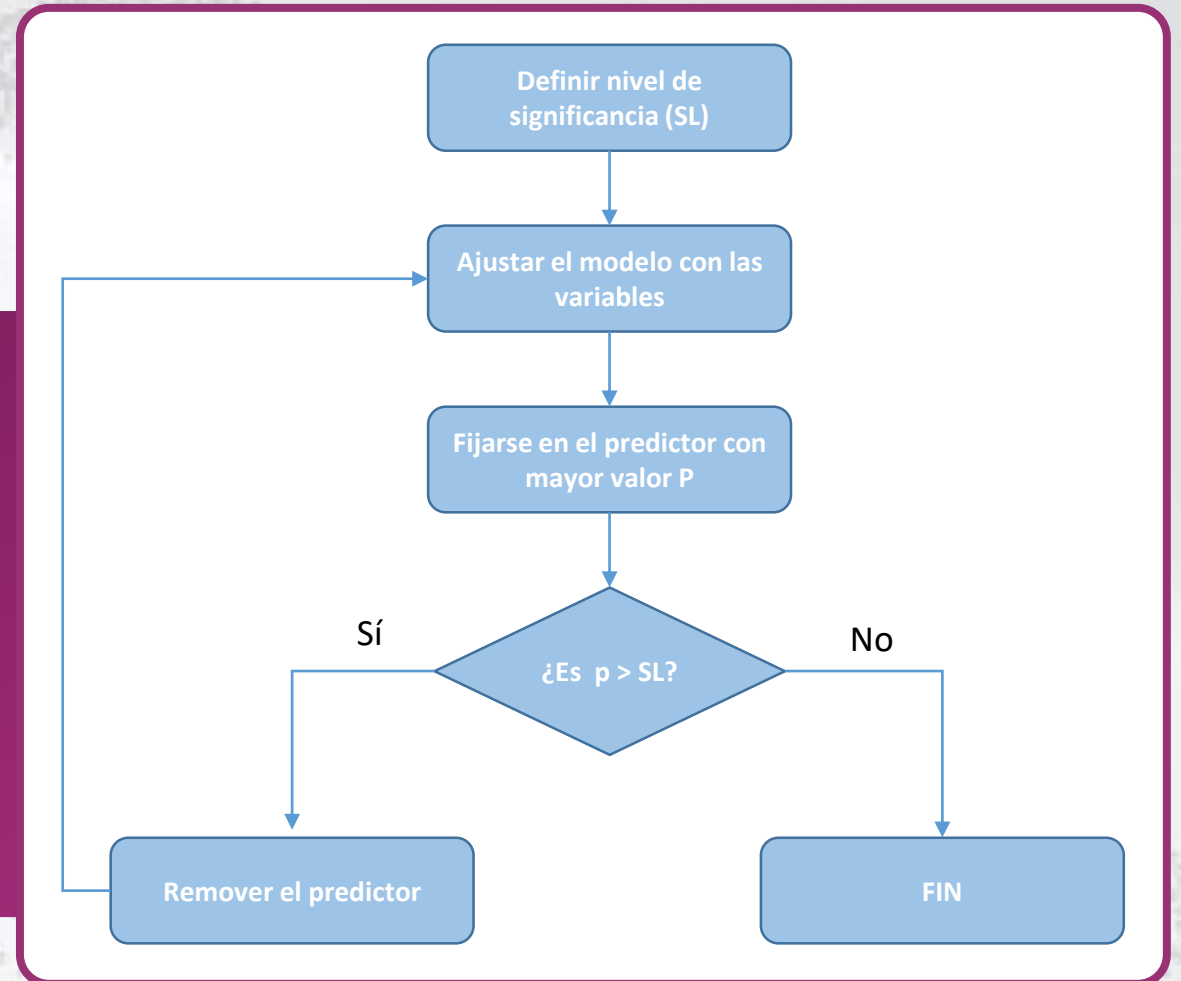 Definir nivel de
significancia (SL)
Ajustar el modelo con las
variables
Fijarse en el predictor con
mayor valor P
Sí
No
¿Es  p > SL?
Remover el predictor
FIN